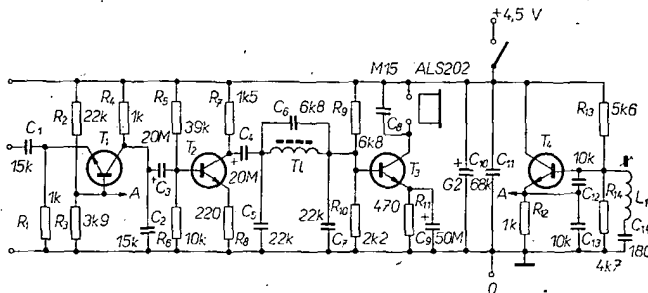 +4,5 V
M15 ALS202
R2
22k
R4
1k
T1
R5
39k
R7
1k5
C6
6k8
R9
6k8
C8
R13
5k6
C1
15k
20M
C3
T2
C4
20M
Tl
T3
C10
G2
C11
68k
T4
10k
C12
R14
L1
A
A
1k
R1
R3
3k9
C2
15k
R6
10k
220
R8
C5
22k
22k
C7
R10
2k2
470
R11
C9
50M
R12
1k
10k
C13
4k7
C14
180
0